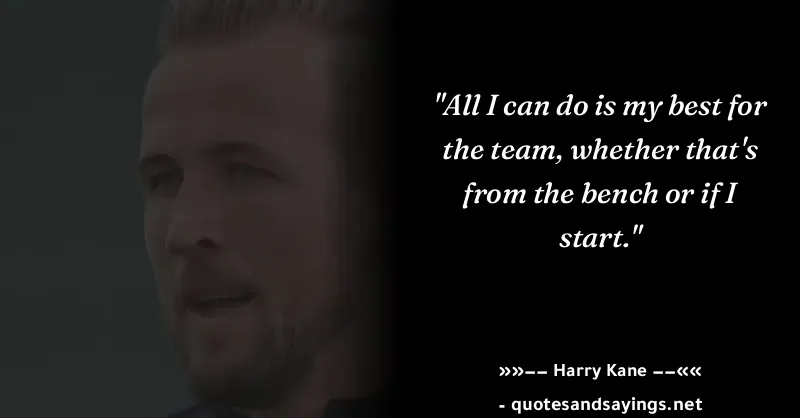 "All I can do is my best for
the team, whether that's
from the bench or if I
start."
»»−− Harry Kane −−««
- quotesandsayings.net